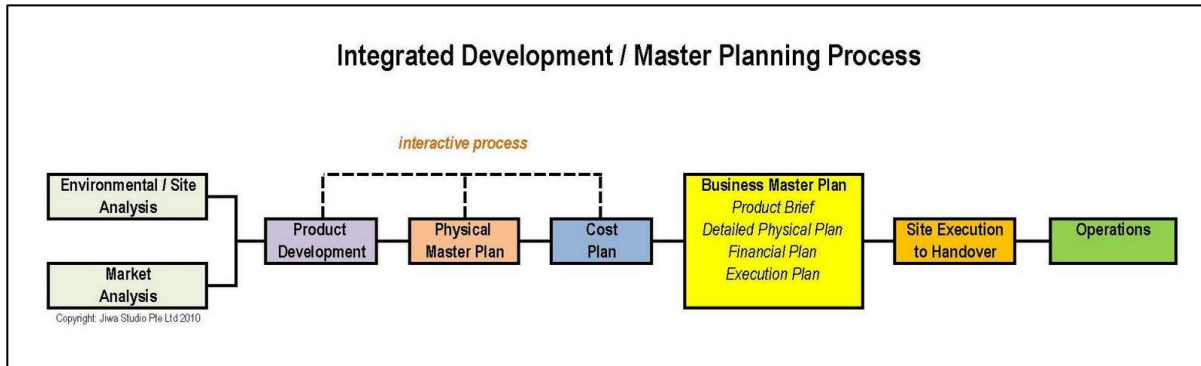 Integrated Development / Master Planning Process
interactive process
Environmental / Site
Analysis
Market
Analysis
Product
Development
Physical
Master Plan
Cost
Plan
Business Master Plan
Product Brief
Detailed Physical Plan
Financial Plan
Execution Plan
Site Execution
to Handover
Operations
Copyright: Jiwa Studio Pte Ltd 2010